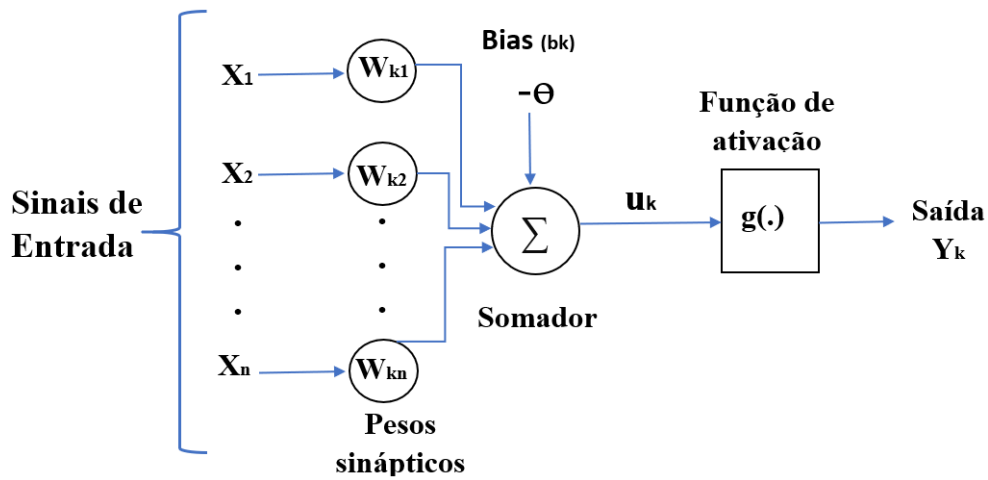 Sinais de
Entrada
X1
Wk1
X2
Wk2
.
.
.
.
.
.
Xn
Wkn
Pesos
sinápticos
Bias (bk)
-Ө
∑
Somador
uk
Função de
ativação
g(.)
Saída
Yk